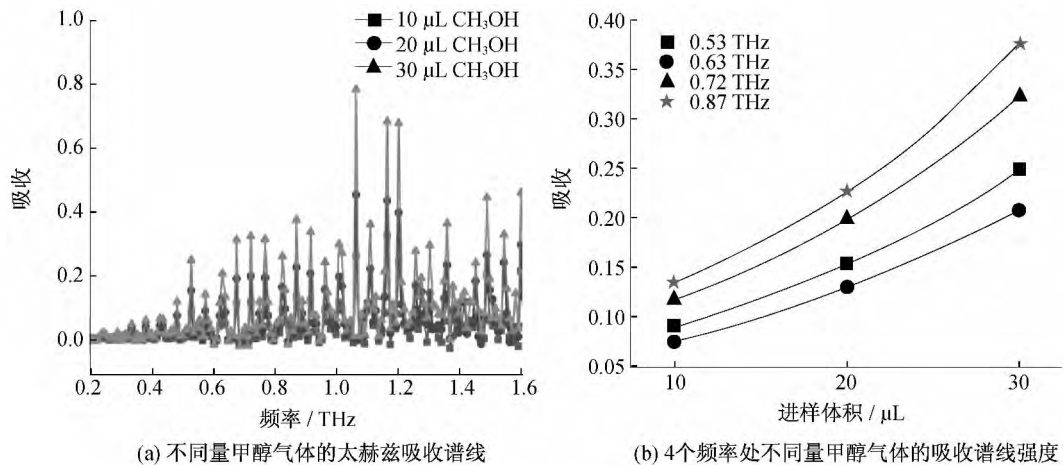 1.0
0.8
0.6
0.4
0.2
0.0
吸收
10 μL CH₃OH
20 μL CH₃OH
30 μL CH₃OH
0.2 0.4 0.6 0.8 1.0 1.2 1.4 1.6
频率 / THz
(a) 不同量甲醇气体的太赫兹吸收谱线
0.40
0.35
0.30
0.25
0.20
0.15
0.10
0.05
吸收
0.53 THz
0.63 THz
0.72 THz
0.87 THz
10 20 30
进样体积 / μL
(b) 4个频率处不同量甲醇气体的吸收谱线强度